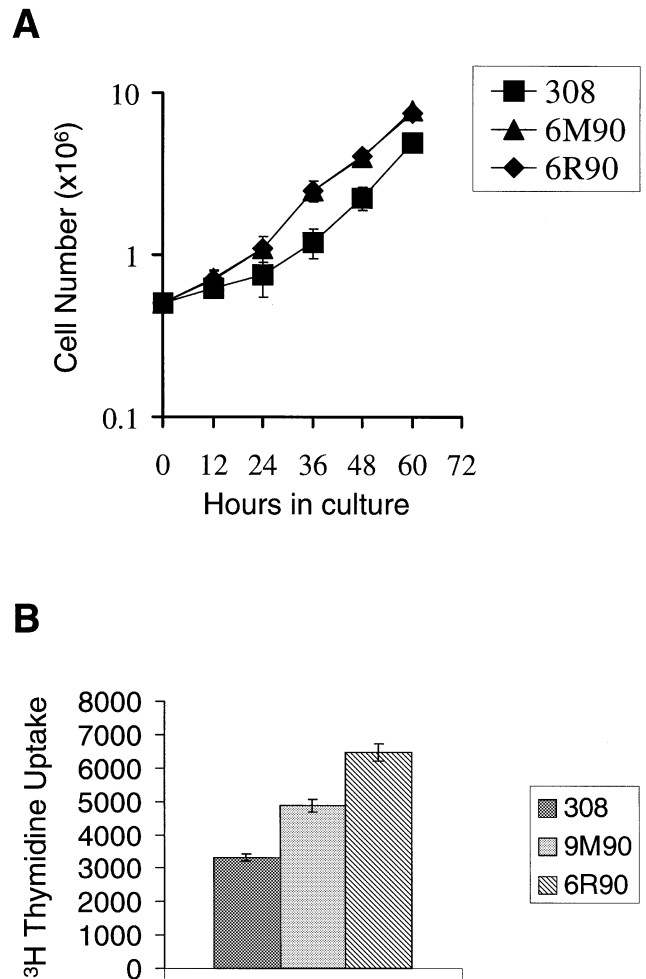 A
10
1
0.1
Cell Number (x10⁶)
0 12 24 36 48 60 72
Hours in culture
308
6M90
6R90
B
8000
7000
6000
5000
4000
3000
2000
1000
0
³H Thymidine Uptake
308
9M90
6R90